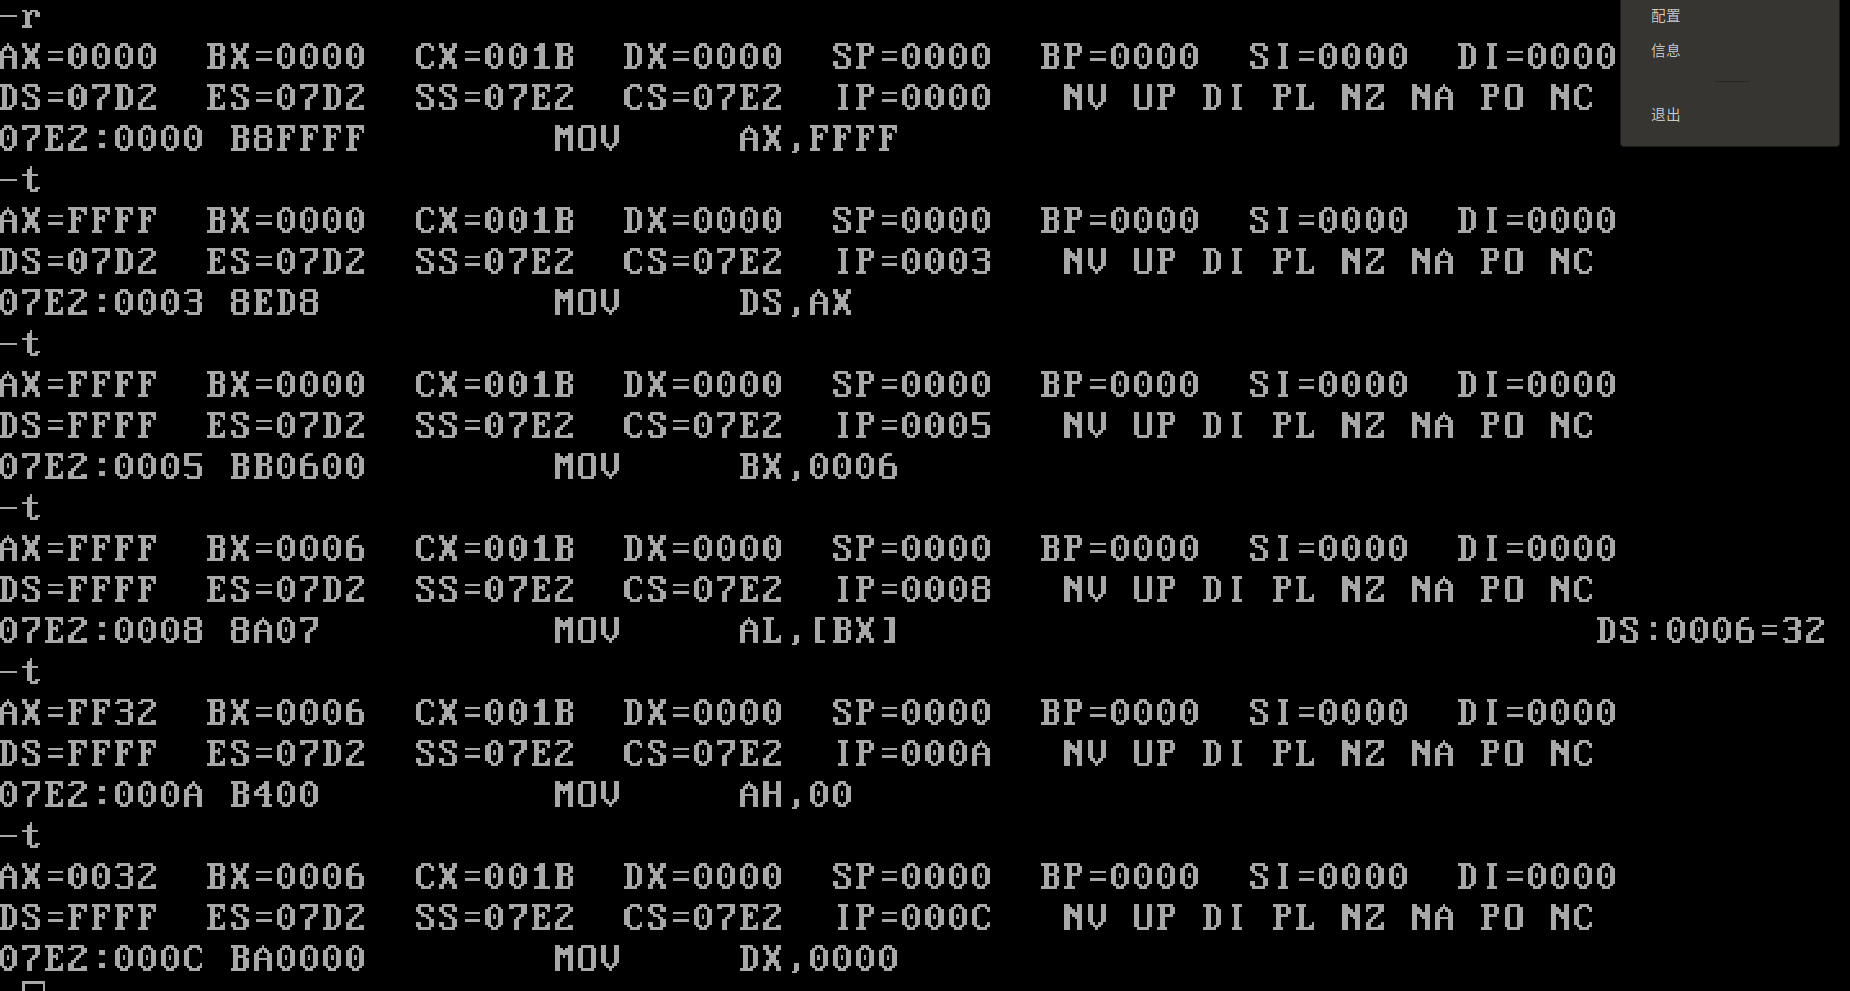 -r
AX=0000  BX=0000  CX=001B  DX=0000  SP=0000  BP=0000  SI=0000  DI=0000
DS=07D2  ES=07D2  SS=07E2  CS=07E2  IP=0000   NV UP DI PL NZ NA PO NC
07E2:0000 B8FFFF        MOV     AX,FFFF
-t
AX=FFFF  BX=0000  CX=001B  DX=0000  SP=0000  BP=0000  SI=0000  DI=0000
DS=07D2  ES=07D2  SS=07E2  CS=07E2  IP=0003   NV UP DI PL NZ NA PO NC
07E2:0003 8ED8          MOV     DS,AX
-t
AX=FFFF  BX=0000  CX=001B  DX=0000  SP=0000  BP=0000  SI=0000  DI=0000
DS=FFFF  ES=07D2  SS=07E2  CS=07E2  IP=0005   NV UP DI PL NZ NA PO NC
07E2:0005 BB0600        MOV     BX,0006
-t
AX=FFFF  BX=0006  CX=001B  DX=0000  SP=0000  BP=0000  SI=0000  DI=0000
DS=FFFF  ES=07D2  SS=07E2  CS=07E2  IP=0008   NV UP DI PL NZ NA PO NC
07E2:0008 8A07          MOV     AL,[BX]                              DS:0006=32
-t
AX=FF32  BX=0006  CX=001B  DX=0000  SP=0000  BP=0000  SI=0000  DI=0000
DS=FFFF  ES=07D2  SS=07E2  CS=07E2  IP=000A   NV UP DI PL NZ NA PO NC
07E2:000A B400          MOV     AH,00
-t
AX=0032  BX=0006  CX=001B  DX=0000  SP=0000  BP=0000  SI=0000  DI=0000
DS=FFFF  ES=07D2  SS=07E2  CS=07E2  IP=000C   NV UP DI PL NZ NA PO NC
07E2:000C BA0000        MOV     DX,0000
配置
信息
退出